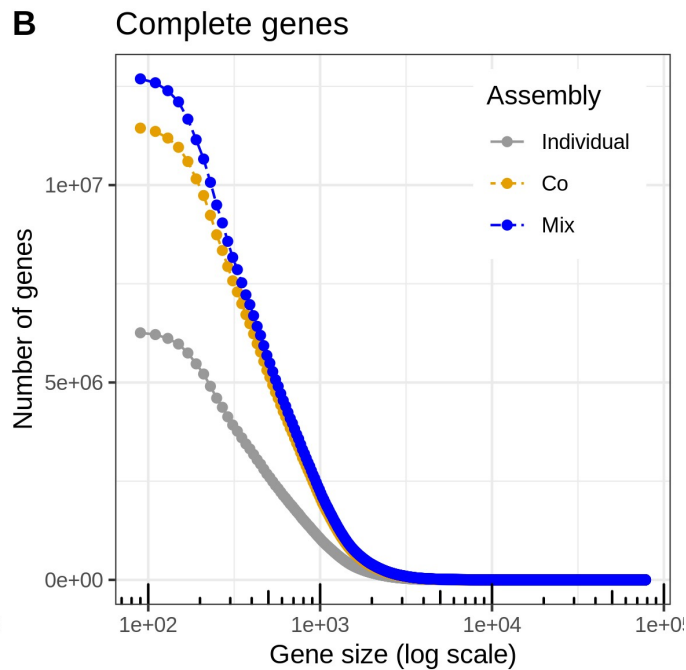 B Complete genes
Assembly
Individual
Co
Mix
Number of genes
1e+07
5e+06
0e+00
1e+02 1e+03 1e+04 1e+0
Gene size (log scale)